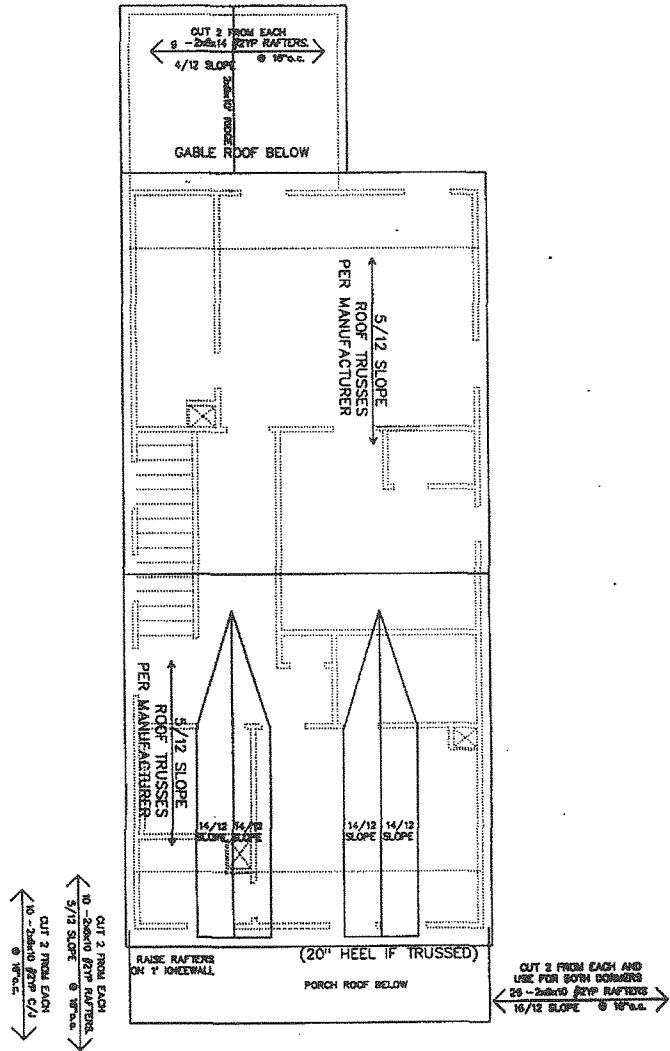 CUT 2 FROM EACH
9 -2x8x14 #2YP RAFTERS.
4/12 SLOPE @ 16"o.c.
2x8x10' RIDGE
GABLE ROOF BELOW
5/12 SLOPE
ROOF TRUSSES
PER MANUFACTURER
5/12 SLOPE
ROOF TRUSSES
PER MANUFACTURER
14/12 14/12
SLOPE SLOPE
14/12 14/12
SLOPE SLOPE
RAISE RAFTERS
ON 1' KNEEWALL
(20" HEEL IF TRUSSED)
PORCH ROOF BELOW
CUT 2 FROM EACH
10 -2x8x10 #2YP RAFTERS.
5/12 SLOPE @ 16"o.c.
CUT 2 FROM EACH
10 -2x8x10 #2YP C/J
@ 16"o.c.
CUT 2 FROM EACH AND
USE FOR BOTH DORMERS
26 -2x8x10 #2YP RAFTERS
16/12 SLOPE @ 16"o.c.